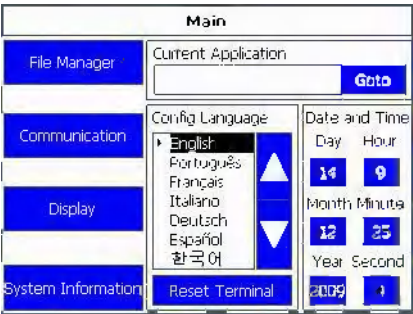 Main
File Manager
Communication
Display
System Information
Current Application
Goto
Config Language
English
Português
Français
Italiano
Deutsch
Español
한국어
Reset Terminal
Date and Time
Day Hour
14 9
Month Minute
12 25
Year Second
2009